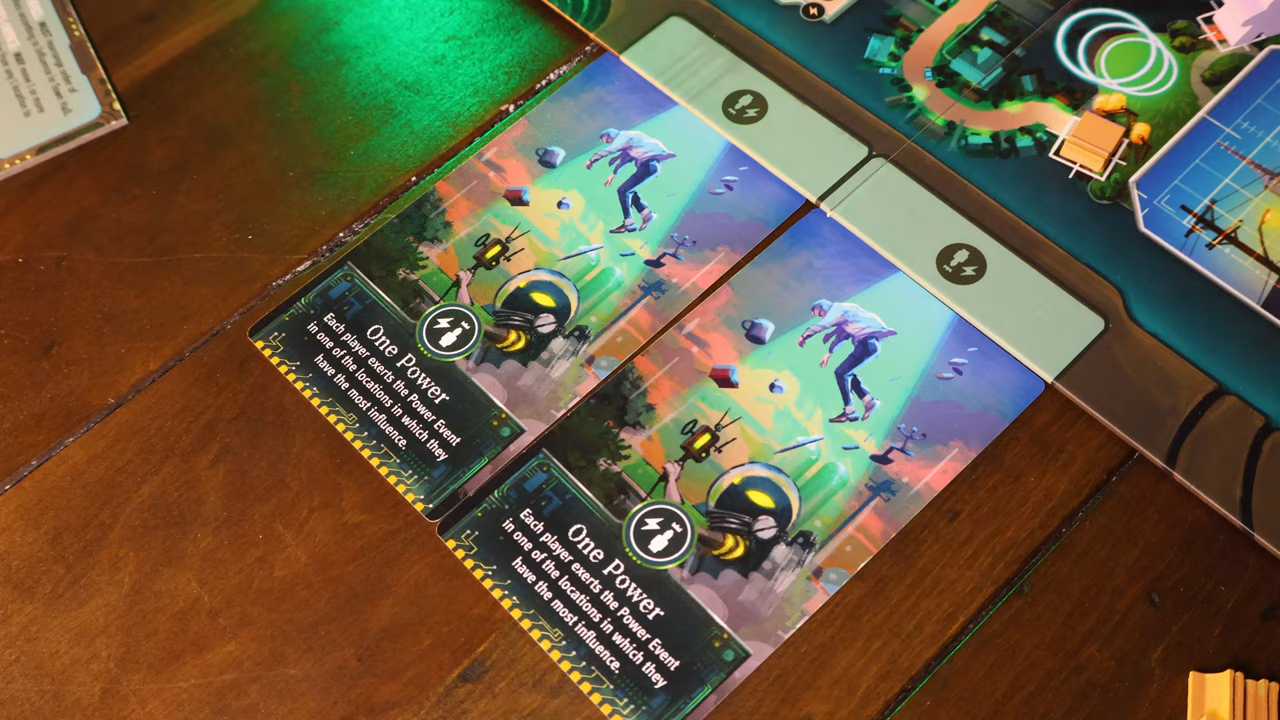 One Power
Each player exerts the Power Event
in one of the locations in which they
have the most influence.
One Power
Each player exerts the Power Event
in one of the locations in which they
have the most influence.